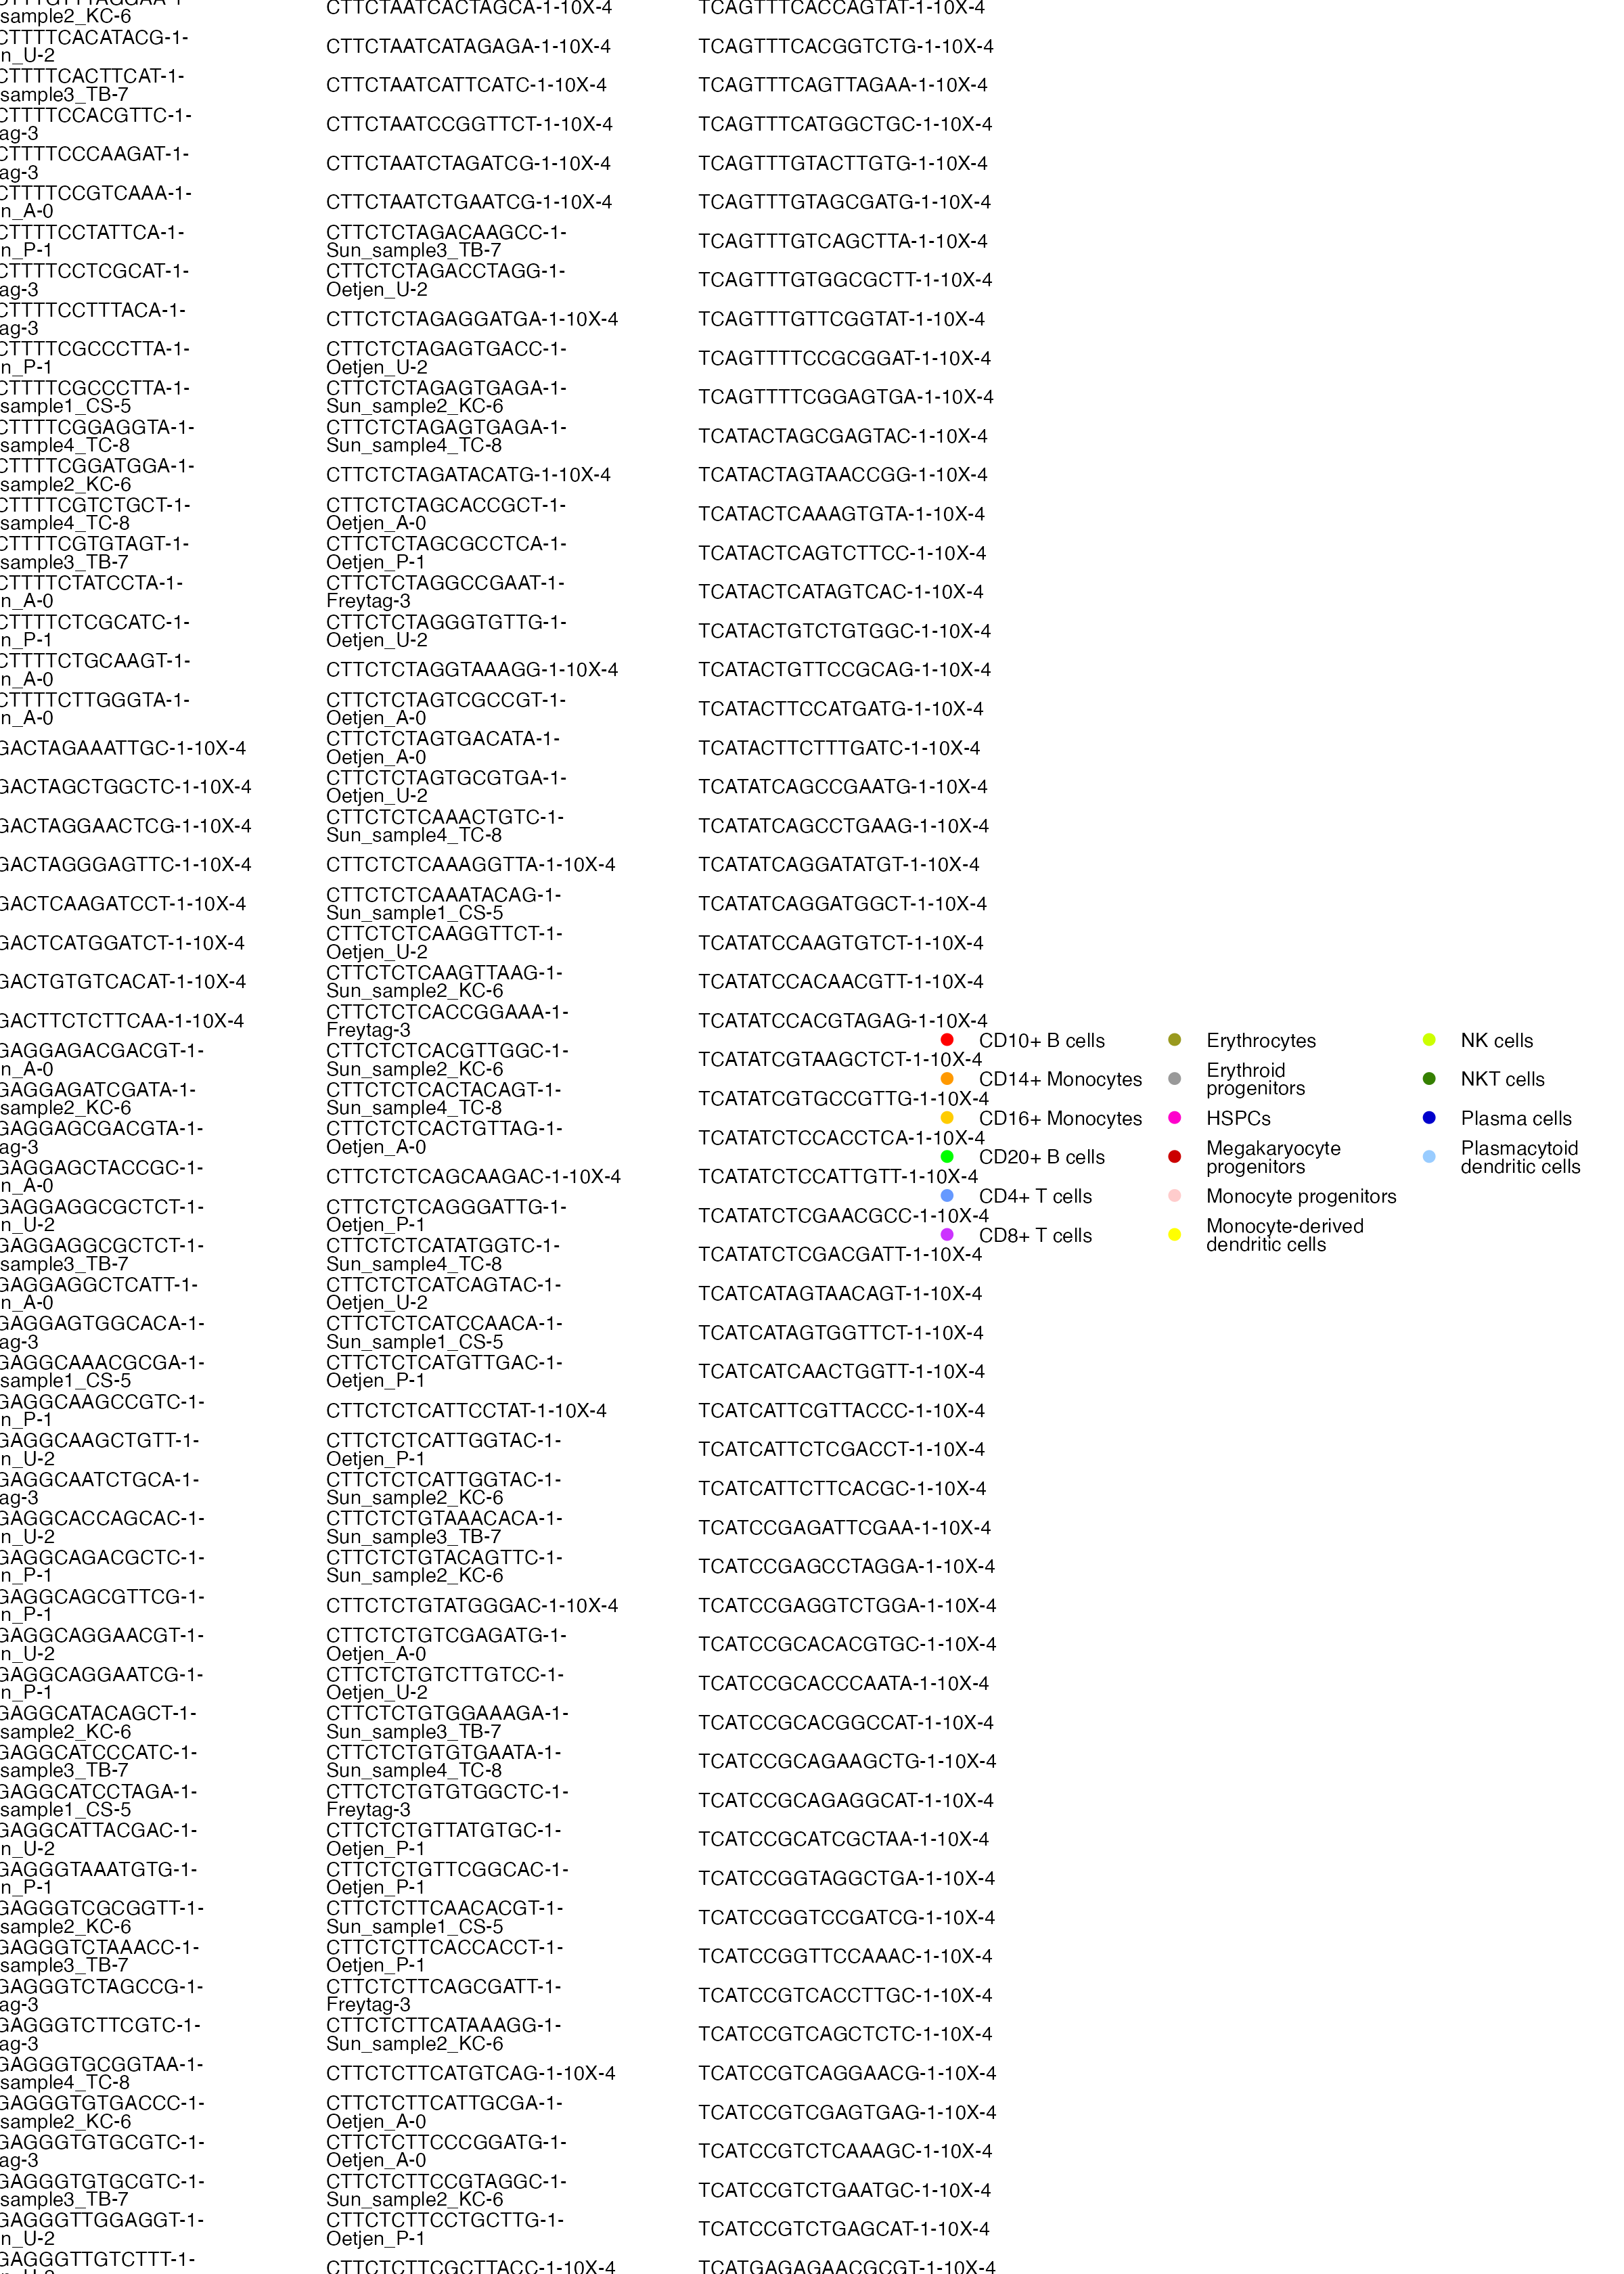 sample2_KC-6
CTTTTCACATACG-1-
n_U-2
CTTTTCACTTCAT-1-
sample3_TB-7
CTTTTCCACGTTC-1-
ag-3
CTTTTCCCAAGAT-1-
ag-3
CTTTTCCGTCAAA-1-
n_A-0
CTTTTCCTATTCA-1-
n_P-1
CTTTTCCTCGCAT-1-
ag-3
CTTTTCCTTTACA-1-
ag-3
CTTTTCGCCCTTA-1-
n_P-1
CTTTTCGCCCTTA-1-
sample1_CS-5
CTTTTCGGAGGTA-1-
sample4_TC-8
CTTTTCGGATGGA-1-
sample2_KC-6
CTTTTCGTCTGCT-1-
sample4_TC-8
CTTTTCGTGTAGT-1-
sample3_TB-7
CTTTTCTATCCTA-1-
n_A-0
CTTTTCTCGCATC-1-
n_P-1
CTTTTCTGCAAGT-1-
n_A-0
CTTTTCTTGGGTA-1-
n_A-0
GACTAGAAATTGC-1-10X-4
GACTAGCTGGCTC-1-10X-4
GACTAGGAACTCG-1-10X-4
GACTAGGGAGTTC-1-10X-4
GACTCAAGATCCT-1-10X-4
GACTCATGGATCT-1-10X-4
GACTGTGTCACAT-1-10X-4
GACTTCTCTTCAA-1-10X-4
GAGGAGACGACGT-1-
n_A-0
GAGGAGATCGATA-1-
sample2_KC-6
GAGGAGCGACGTA-1-
ag-3
GAGGAGCTACCGC-1-
n_A-0
GAGGAGGCGCTCT-1-
n_U-2
GAGGAGGCGCTCT-1-
sample3_TB-7
GAGGAGGCTCATT-1-
n_A-0
GAGGAGTGGCACA-1-
ag-3
GAGGCAAACGCGA-1-
sample1_CS-5
GAGGCAAGCCGTC-1-
n_P-1
GAGGCAAGCTGTT-1-
n_U-2
GAGGCAATCTGCA-1-
ag-3
GAGGCACCAGCAC-1-
n_U-2
GAGGCAGACGCTC-1-
n_P-1
GAGGCAGCGTTCG-1-
n_P-1
GAGGCAGGAACGT-1-
n_U-2
GAGGCAGGAATCG-1-
n_P-1
GAGGCATACAGCT-1-
sample2_KC-6
GAGGCATCCCATC-1-
sample3_TB-7
GAGGCATCCTAGA-1-
sample1_CS-5
GAGGCATTACGAC-1-
n_U-2
GAGGGTAAATGTG-1-
n_P-1
GAGGGTCGCGGTT-1-
sample2_KC-6
GAGGGTCTAAACC-1-
sample3_TB-7
GAGGGTCTAGCCG-1-
ag-3
GAGGGTCTTCGTC-1-
ag-3
GAGGGTGCGGTAA-1-
sample4_TC-8
GAGGGTGTGACCC-1-
sample2_KC-6
GAGGGTGTGCGTC-1-
ag-3
GAGGGTGTGCGTC-1-
sample3_TB-7
GAGGGTTGGAGGT-1-
n_U-2
GAGGGTTGTCTTT-1-
CTTCTAATCACTAGCA-1-10X-4
CTTCTAATCATAGAGA-1-10X-4
CTTCTAATCATTCATC-1-10X-4
CTTCTAATCCGGTTCT-1-10X-4
CTTCTAATCTAGATCG-1-10X-4
CTTCTAATCTGAATCG-1-10X-4
CTTCTCTAGACAAGCC-1-
Sun_sample3_TB-7
CTTCTCTAGACCTAGG-1-
Oetjen_U-2
CTTCTCTAGAGGATGA-1-10X-4
CTTCTCTAGAGTGACC-1-
Oetjen_U-2
CTTCTCTAGAGTGAGA-1-
Sun_sample2_KC-6
CTTCTCTAGAGTGAGA-1-
Sun_sample4_TC-8
CTTCTCTAGATACATG-1-10X-4
CTTCTCTAGCACCGCT-1-
Oetjen_A-0
CTTCTCTAGCGCCTCA-1-
Oetjen_P-1
CTTCTCTAGGCCGAAT-1-
Freytag-3
CTTCTCTAGGGTGTTG-1-
Oetjen_U-2
CTTCTCTAGGTAAAGG-1-10X-4
CTTCTCTAGTCGCCGT-1-
Oetjen_A-0
CTTCTCTAGTGACATA-1-
Oetjen_A-0
CTTCTCTAGTGCGTGA-1-
Oetjen_U-2
CTTCTCTCAAACTGTC-1-
Sun_sample4_TC-8
CTTCTCTCAAAGGTTA-1-10X-4
CTTCTCTCAAATACAG-1-
Sun_sample1_CS-5
CTTCTCTCAAGGTTCT-1-
Oetjen_U-2
CTTCTCTCAAGTTAAG-1-
Sun_sample2_KC-6
CTTCTCTCACCGGAAA-1-
Freytag-3
CTTCTCTCACGTTGGC-1-
Sun_sample2_KC-6
CTTCTCTCACTACAGT-1-
Sun_sample4_TC-8
CTTCTCTCACTGTTAG-1-
Oetjen_A-0
CTTCTCTCAGCAAGAC-1-10X-4
CTTCTCTCAGGGATTG-1-
Oetjen_P-1
CTTCTCTCATATGGTC-1-
Sun_sample4_TC-8
CTTCTCTCATCAGTAC-1-
Oetjen_U-2
CTTCTCTCATCCAACA-1-
Sun_sample1_CS-5
CTTCTCTCATGTTGAC-1-
Oetjen_P-1
CTTCTCTCATTCCTAT-1-10X-4
CTTCTCTCATTGGTAC-1-
Oetjen_P-1
CTTCTCTCATTGGTAC-1-
Sun_sample2_KC-6
CTTCTCTGTAAACACA-1-
Sun_sample3_TB-7
CTTCTCTGTACAGTTC-1-
Sun_sample2_KC-6
CTTCTCTGTATGGGAC-1-10X-4
CTTCTCTGTCGAGATG-1-
Oetjen_A-0
CTTCTCTGTCTTGTCC-1-
Oetjen_U-2
CTTCTCTGTGGAAAGA-1-
Sun_sample3_TB-7
CTTCTCTGTGTGAATA-1-
Sun_sample4_TC-8
CTTCTCTGTGTGGCTC-1-
Freytag-3
CTTCTCTGTTATGTGC-1-
Oetjen_P-1
CTTCTCTGTTCGGCAC-1-
Oetjen_P-1
CTTCTCTTCAACACGT-1-
Sun_sample1_CS-5
CTTCTCTTCACCACCT-1-
Oetjen_P-1
CTTCTCTTCAGCGATT-1-
Freytag-3
CTTCTCTTCATAAAGG-1-
Sun_sample2_KC-6
CTTCTCTTCATGTCAG-1-10X-4
CTTCTCTTCATTGCGA-1-
Oetjen_A-0
CTTCTCTTCCCGGATG-1-
Oetjen_A-0
CTTCTCTTCCGTAGGC-1-
Sun_sample2_KC-6
CTTCTCTTCCTGCTTG-1-
Oetjen_P-1
CTTCTCTTCGCTTACC-1-10X-4
TCAGTTTCACCAGTAT-1-10X-4
TCAGTTTCACGGTCTG-1-10X-4
TCAGTTTCAGTTAGAA-1-10X-4
TCAGTTTCATGGCTGC-1-10X-4
TCAGTTTGTACTTGTG-1-10X-4
TCAGTTTGTAGCGATG-1-10X-4
TCAGTTTGTCAGCTTA-1-10X-4
TCAGTTTGTGGCGCTT-1-10X-4
TCAGTTTGTTCGGTAT-1-10X-4
TCAGTTTTCCGCGGAT-1-10X-4
TCAGTTTTCGGAGTGA-1-10X-4
TCATACTAGCGAGTAC-1-10X-4
TCATACTAGTAACCGG-1-10X-4
TCATACTCAAAGTGTA-1-10X-4
TCATACTCAGTCTTCC-1-10X-4
TCATACTCATAGTCAC-1-10X-4
TCATACTGTCTGTGGC-1-10X-4
TCATACTGTTCCGCAG-1-10X-4
TCATACTTCCATGATG-1-10X-4
TCATACTTCTTTGATC-1-10X-4
TCATATCAGCCGAATG-1-10X-4
TCATATCAGCCTGAAG-1-10X-4
TCATATCAGGATATGT-1-10X-4
TCATATCAGGATGGCT-1-10X-4
TCATATCCAAGTGTCT-1-10X-4
TCATATCCACAACGTT-1-10X-4
TCATATCCACGTAGAG-1-10X-4
TCATATCGTAAGCTCT-1-10X-4
TCATATCGTGCCGTTG-1-10X-4
TCATATCTCCACCTCA-1-10X-4
TCATATCTCCATTGTT-1-10X-4
TCATATCTCGAACGCC-1-10X-4
TCATATCTCGACGATT-1-10X-4
TCATCATAGTAACAGT-1-10X-4
TCATCATAGTGGTTCT-1-10X-4
TCATCATCAACTGGTT-1-10X-4
TCATCATTCGTTACCC-1-10X-4
TCATCATTCTCGACCT-1-10X-4
TCATCATTCTTCACGC-1-10X-4
TCATCCGAGATTCGAA-1-10X-4
TCATCCGAGCCTAGGA-1-10X-4
TCATCCGAGGTCTGGA-1-10X-4
TCATCCGCACACGTGC-1-10X-4
TCATCCGCACCCAATA-1-10X-4
TCATCCGCACGGCCAT-1-10X-4
TCATCCGCAGAAGCTG-1-10X-4
TCATCCGCAGAGGCAT-1-10X-4
TCATCCGCATCGCTAA-1-10X-4
TCATCCGGTAGGCTGA-1-10X-4
TCATCCGGTCCGATCG-1-10X-4
TCATCCGGTTCCAAAC-1-10X-4
TCATCCGTCACCTTGC-1-10X-4
TCATCCGTCAGCTCTC-1-10X-4
TCATCCGTCAGGAACG-1-10X-4
TCATCCGTCGAGTGAG-1-10X-4
TCATCCGTCTCAAAGC-1-10X-4
TCATCCGTCTGAATGC-1-10X-4
TCATCCGTCTGAGCAT-1-10X-4
TCATGAGAGAACGCGT-1-10X-4
CD10+ B cells
CD14+ Monocytes
CD16+ Monocytes
CD20+ B cells
CD4+ T cells
CD8+ T cells
Erythrocytes
Erythroid
progenitors
HSPCs
Megakaryocyte
progenitors
Monocyte progenitors
Monocyte-derived
dendritic cells
NK cells
NKT cells
Plasma cells
Plasmacytoid
dendritic cells